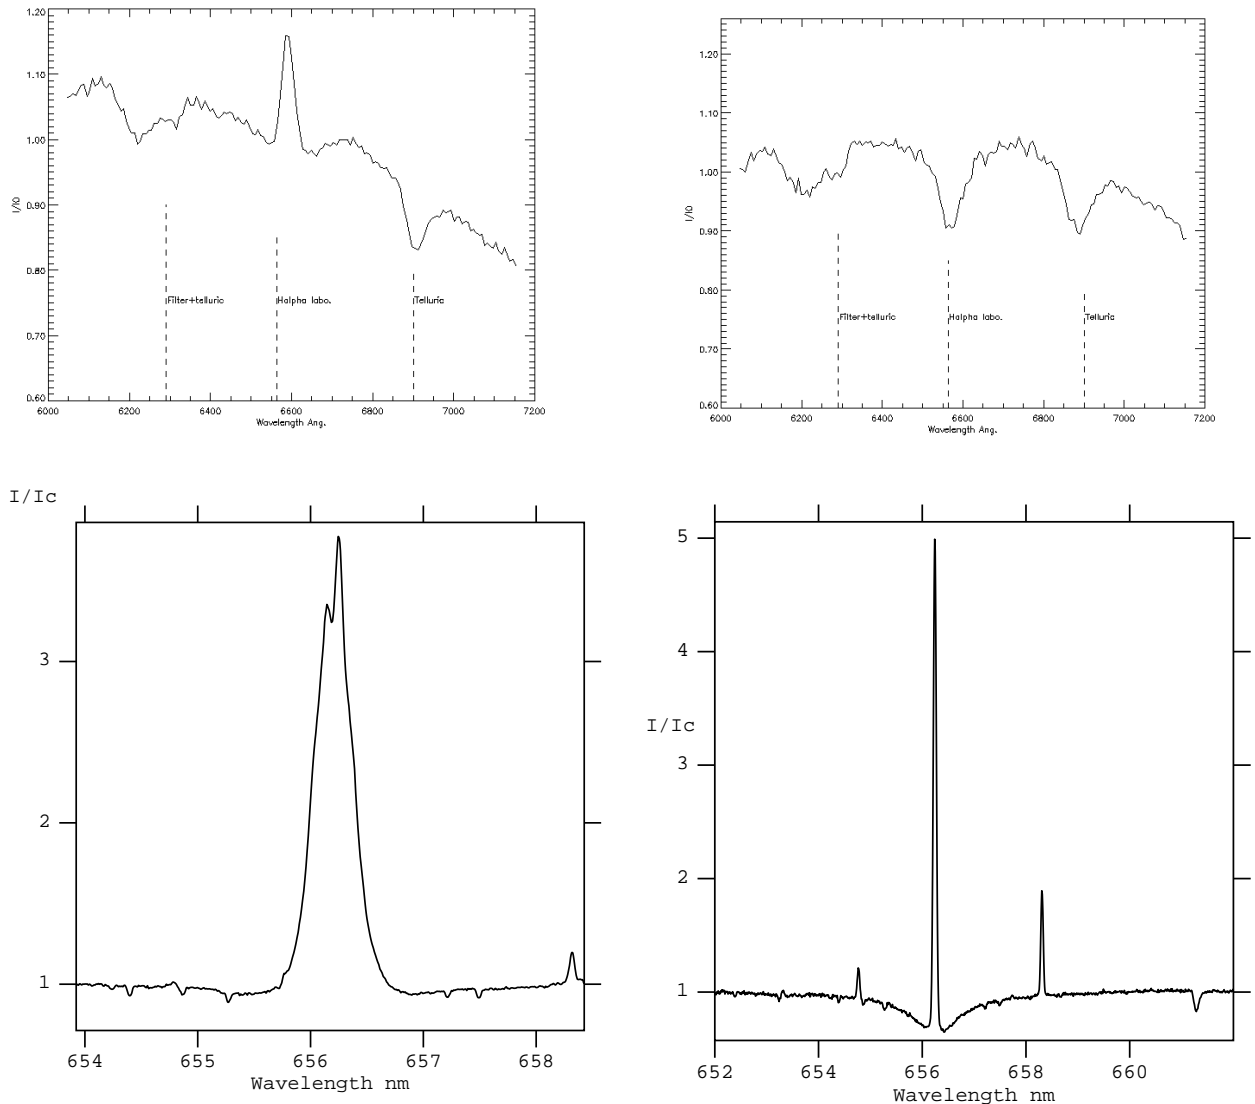 1.20
1.10
1.00
0.90
0.80
0.70
0.60
I/IO
Filter+telluric
Halpha labo.
Telluric
6000 6200 6400 6600 6800 7000 7200
Wavelength Ang.
1.20
1.10
1.00
0.90
0.80
0.70
0.60
I/IO
Filter+telluric
Halpha labo.
Telluric
6000 6200 6400 6600 6800 7000 7200
Wavelength Ang.
I/Ic
3
2
1
654 655 656 657 658
Wavelength nm
5
4
I/Ic
3
2
1
652 654 656 658 660
Wavelength nm